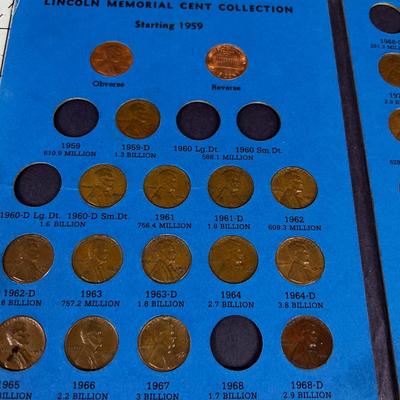 LINCOLN MEMORIAL CENT COLLECTION
Starting 1959
Obverse
Reverse
1959
610.9 MILLION
1959-D
1.3 BILLION
1960 Lg.Dt.
1960 Sm.Dt.
588.1 MILLION
1960-D Lg.Dt.
1960-D Sm.Dt.
1.6 BILLION
1961
756.4 MILLION
1961-D
1.8 BILLION
1962
609.3 MILLION
1962-D
8 BILLION
1963
757.2 MILLION
1963-D
1.8 BILLION
1964
2.7 BILLION
1964-D
3.8 BILLION
1965
BILLION
1966
2.2 BILLION
1967
3 BILLION
1968
1.7 BILLION
1968-D
2.9 BILLION
1968-S